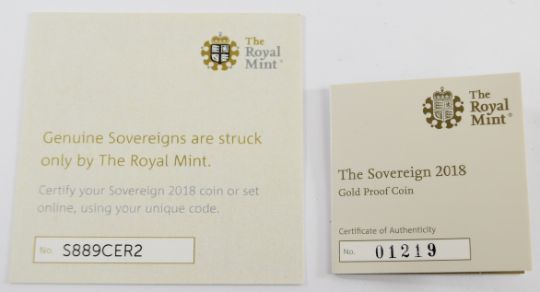 The
Royal
Mint®
Genuine Sovereigns are struck
only by The Royal Mint.
Certify your Sovereign 2018 coin or set
online, using your unique code.
No. S889CER2
The
Royal
Mint®
The Sovereign 2018
Gold Proof Coin
Certificate of Authenticity
No. 01219